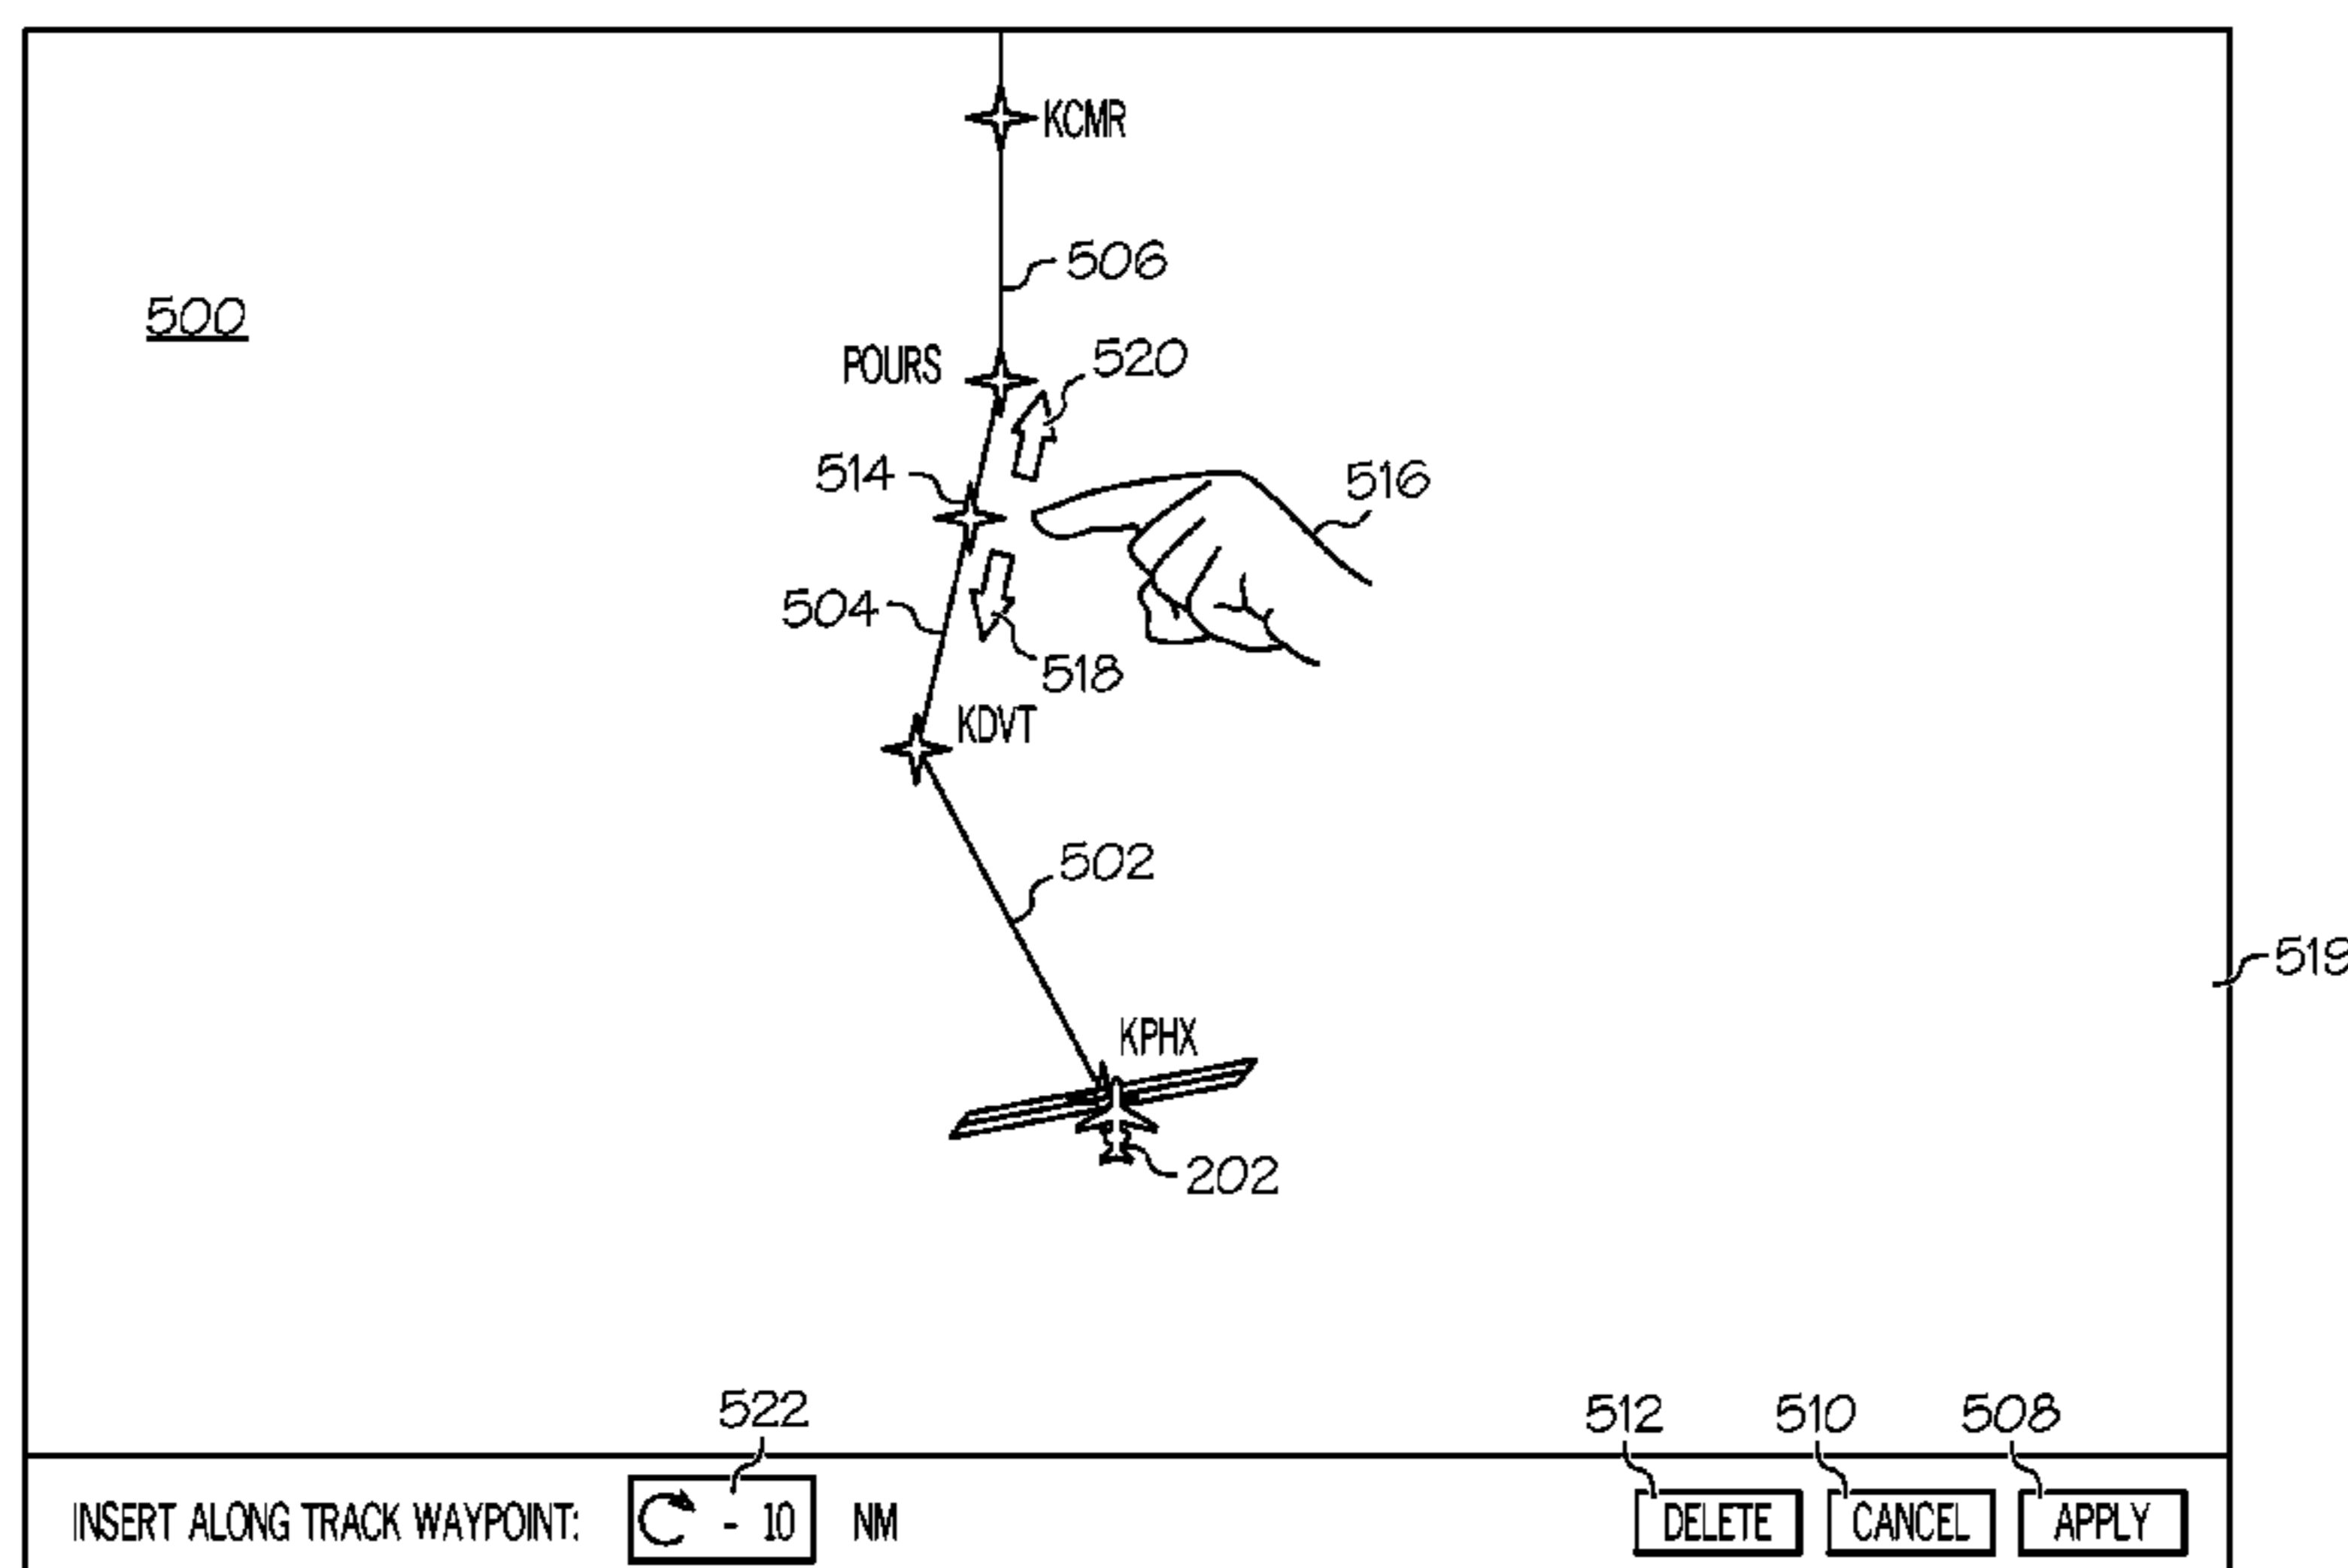 KCMR
506
500
520
POURS
514
516
504
518
KDVT
502
519
KPHX
202
522
512
510
508
INSERT ALONG TRACK WAYPOINT:
- 10
NM
DELETE
CANCEL
APPLY